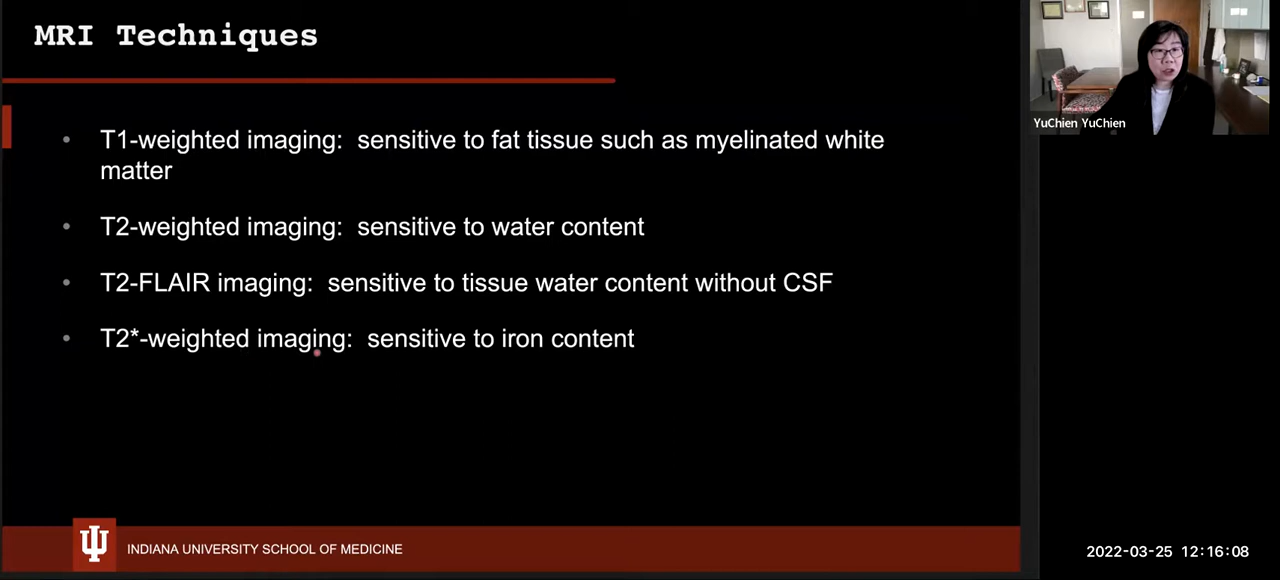 MRI Techniques
• T1-weighted imaging: sensitive to fat tissue such as myelinated white
matter
• T2-weighted imaging: sensitive to water content
• T2-FLAIR imaging: sensitive to tissue water content without CSF
• T2*-weighted imaging: sensitive to iron content
INDIANA UNIVERSITY SCHOOL OF MEDICINE
YuChien YuChien
2022-03-25 12:16:08